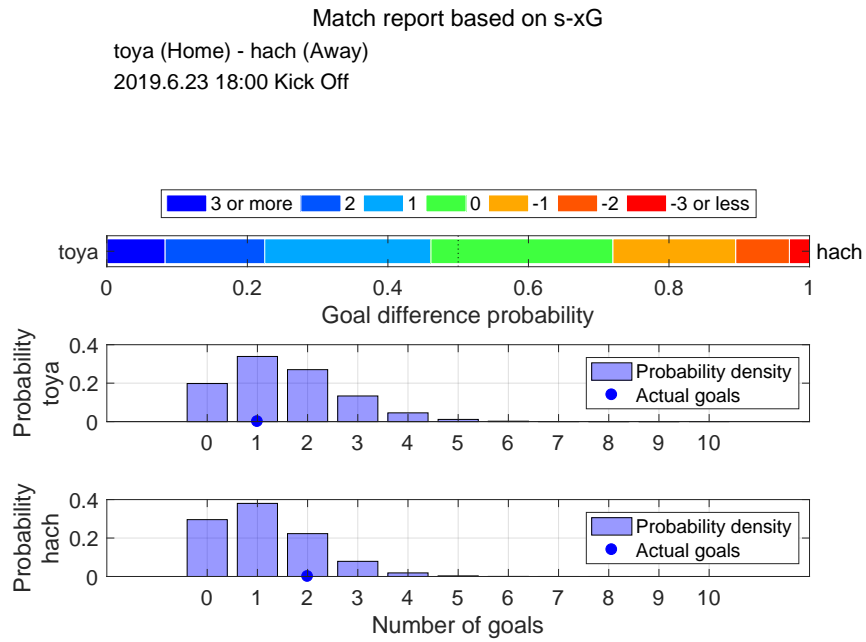 Match report based on s-xG
toya (Home) - hach (Away)
2019.6.23 18:00 Kick Off
3 or more 2 1 0 -1 -2 -3 or less
toya hach
0 0.2 0.4 0.6 0.8 1
Goal difference probability
Probability
toya
0.4
0.2
0
Probability density
Actual goals
0 1 2 3 4 5 6 7 8 9 10
Probability
hach
0.4
0.2
0
Probability density
Actual goals
0 1 2 3 4 5 6 7 8 9 10
Number of goals